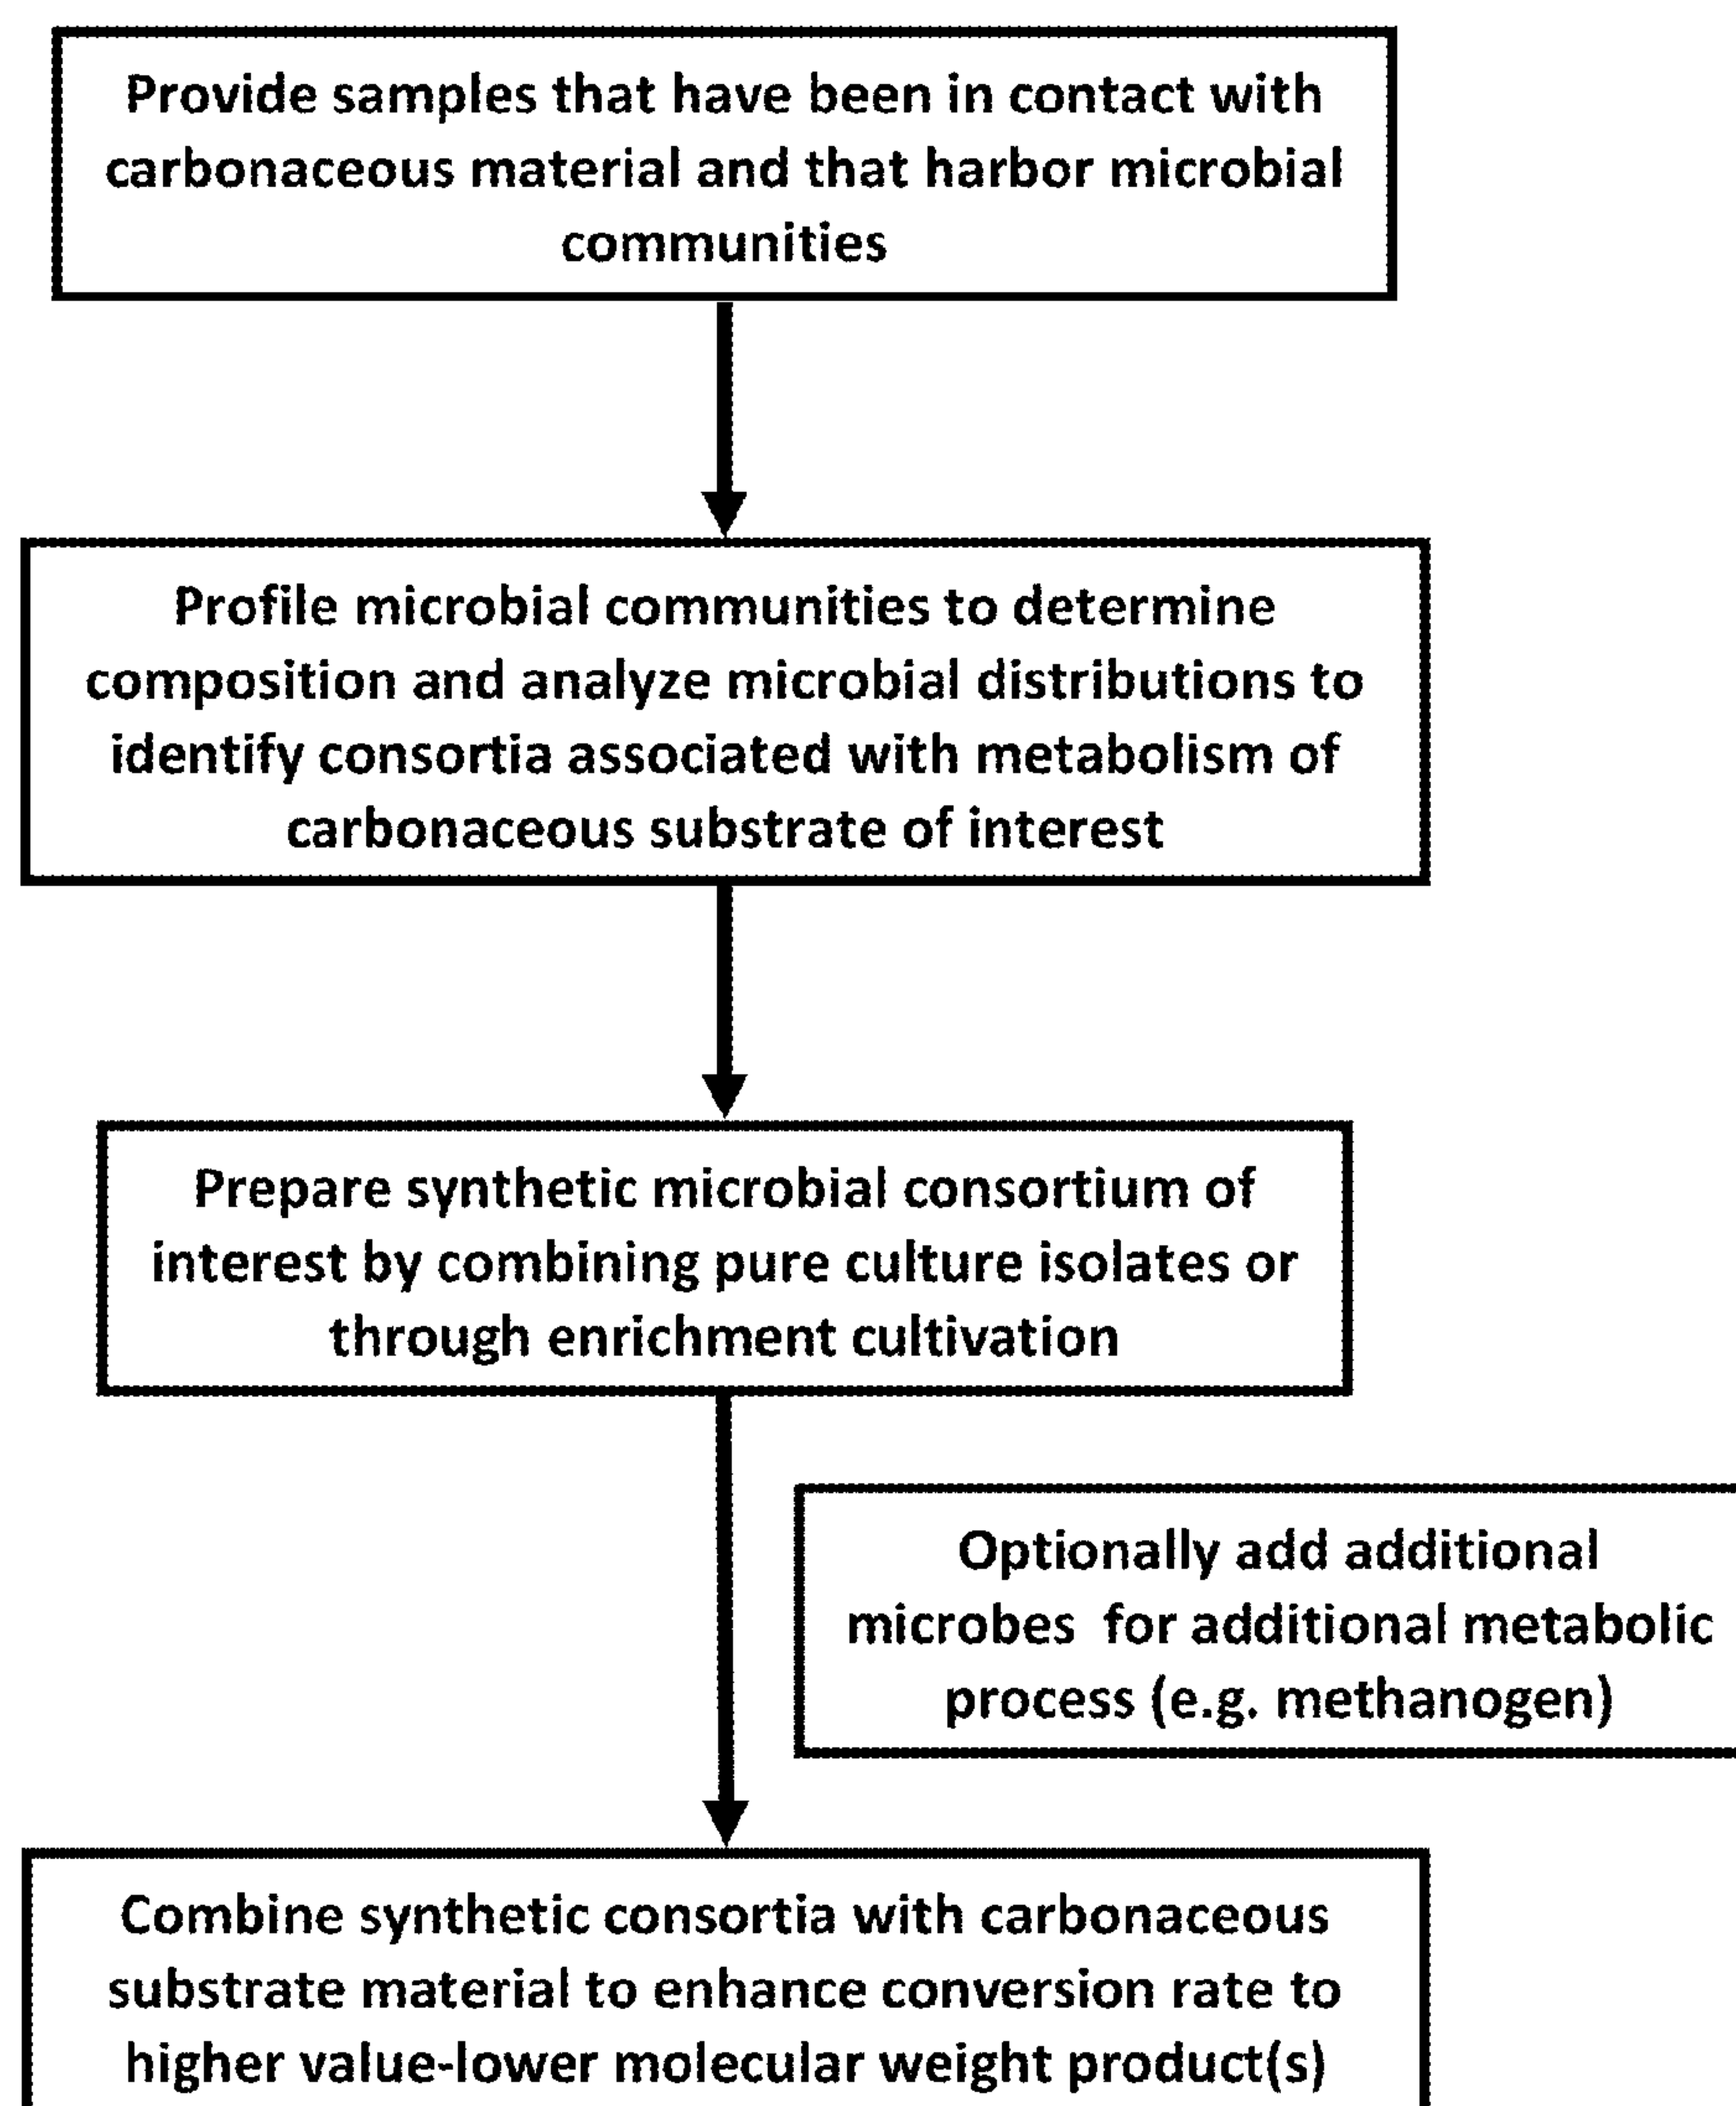 Provide samples that have been in contact with
carbonaceous material and that harbor microbial
communities
Profile microbial communities to determine
composition and analyze microbial distributions to
identify consortia associated with metabolism of
carbonaceous substrate of interest
Prepare synthetic microbial consortium of
interest by combining pure culture isolates or
through enrichment cultivation
Optionally add additional
microbes for additional metabolic
process (e.g. methanogen)
Combine synthetic consortia with carbonaceous
substrate material to enhance conversion rate to
higher value-lower molecular weight product(s)